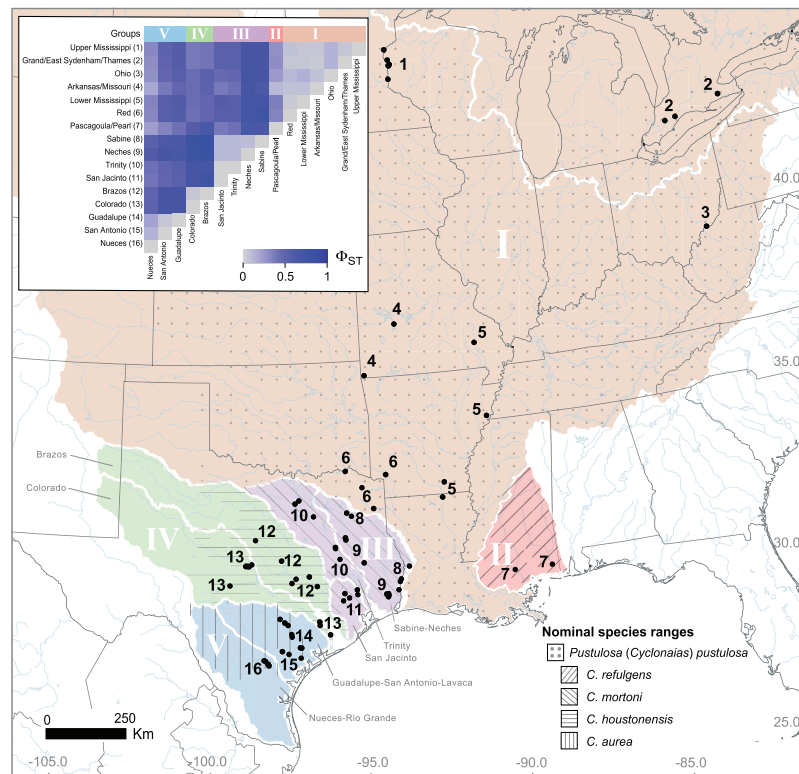 Groups V IV III II I
Upper Mississippi (1)
Grand/East Sydenham/Thames (2)
Ohio (3)
Arkansas/Missouri (4)
Lower Mississippi (5)
Red (6)
Pascagoula/Pearl (7)
Sabine (8)
Neches (9)
Trinity (10)
San Jacinto (11)
Brazos (12)
Colorado (13)
Guadalupe (14)
San Antonio (15)
Nueces (16)
Nueces
San Antonio
Guadalupe
Colorado
Brazos
San Jacinto
Trinity
Neches
Sabine
Pascagoula/Pearl
Red
Lower Mississippi
Arkansas/Missouri
Ohio
Grand/East Sydenham/Thames
Upper Mississippi
0 0.5 1
ΦST
1
2
2
40.0
3
I
4
5
4
35.0
5
6
6
Brazos
6
5
Colorado
10
8
12
30.0
IV
III
II
9
13
12
10
8
7
7
13
12
9
11
13
Sabine-Neches
V
14
Trinity
San Jacinto
15
16
Guadalupe-San Antonio-Lavaca
Nueces-Rio Grande
Nominal species ranges
Pustulosa (Cyclonaias) pustulosa
C. refulgens
C. mortoni
C. houstonensis
C. aurea
0 250
Km
25.0
-105.0 -100.0 -95.0 -90.0 -85.0